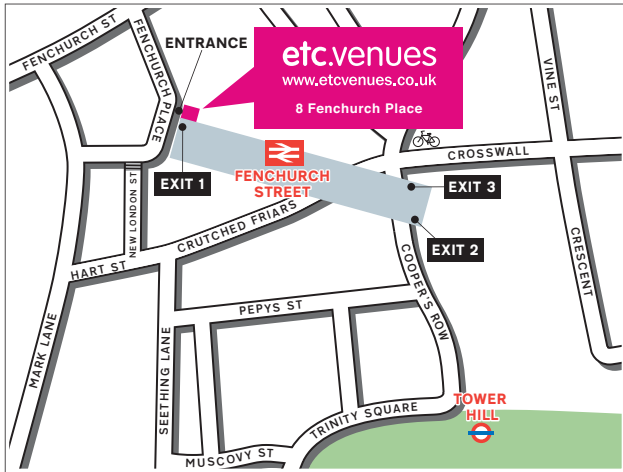 FENCHURCH ST
FENCHURCH PLACE
ENTRANCE
etc.venues
www.etcvenues.co.uk
8 Fenchurch Place
VINE ST
CROSSWALL
EXIT 1
FENCHURCH
STREET
EXIT 3
NEW LONDON ST
CRUTCHED FRIARS
EXIT 2
HART ST
CRESCENT
COOPER'S ROW
PEPYS ST
MARK LANE
SEETHING LANE
TOWER
HILL
TRINITY SQUARE
MUSCOVY ST